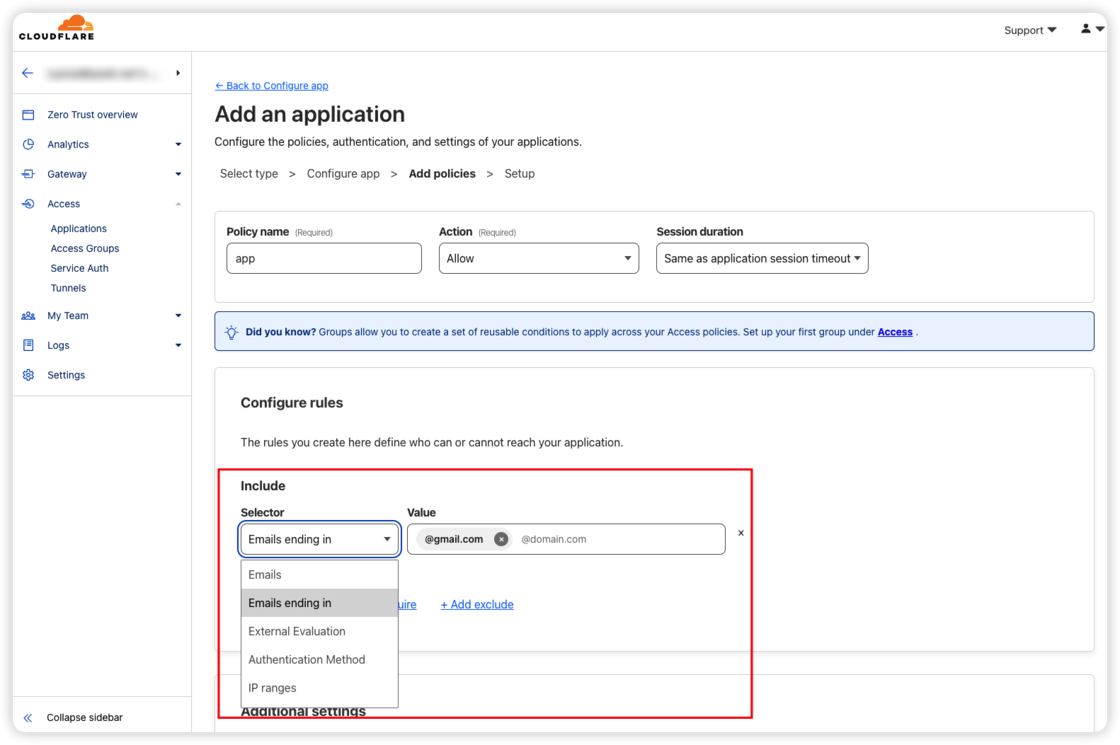 CLOUDFLARE
Support
Zero Trust overview
Analytics
Gateway
Access
Applications
Access Groups
Service Auth
Tunnels
My Team
Logs
Settings
Collapse sidebar
← Back to Configure app
Add an application
Configure the policies, authentication, and settings of your applications.
Select type > Configure app > Add policies > Setup
Policy name (Required) Action (Required) Session duration
app Allow Same as application session timeout
Did you know? Groups allow you to create a set of reusable conditions to apply across your Access policies. Set up your first group under Access .
Configure rules
The rules you create here define who can or cannot reach your application.
Include
Selector Value
Emails ending in @gmail.com × @domain.com ×
Emails
Emails ending in
uire + Add exclude
External Evaluation
Authentication Method
IP ranges
Additional settings